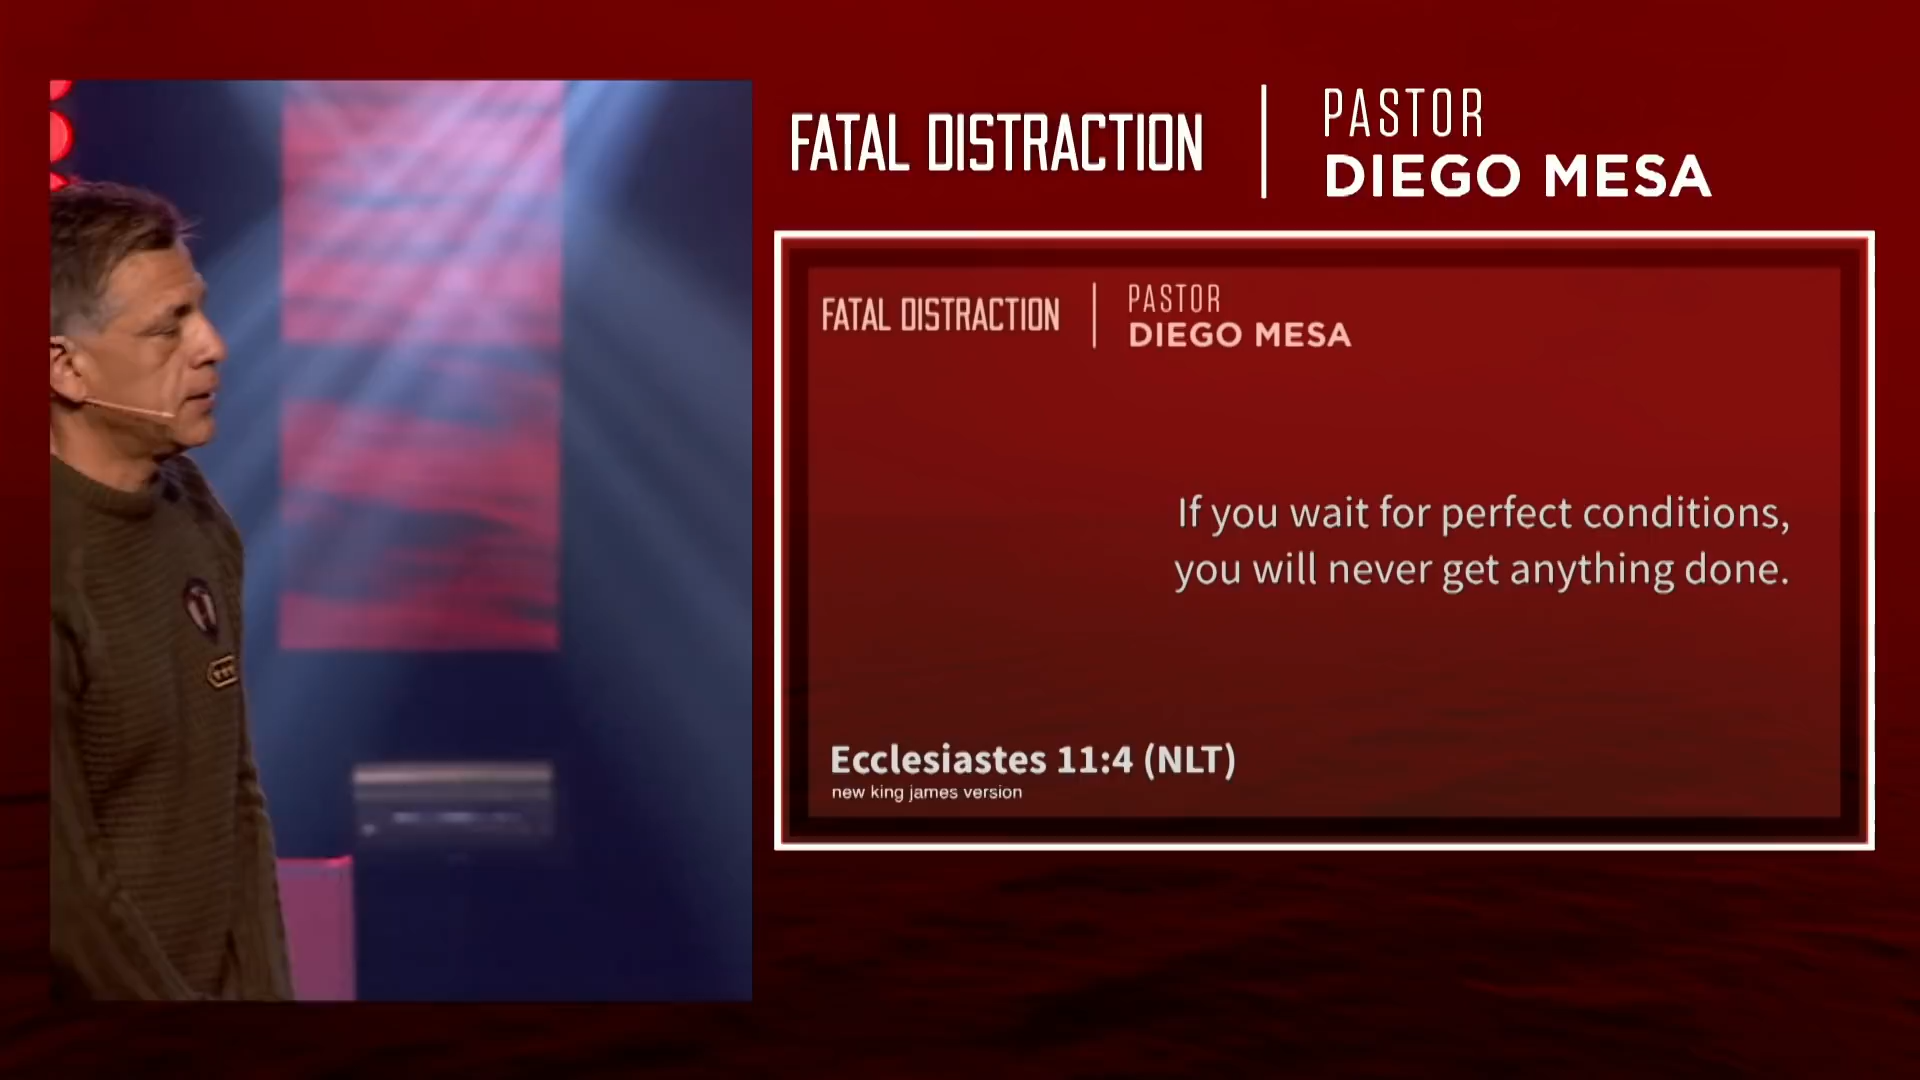 FATAL DISTRACTION
PASTOR
DIEGO MESA
FATAL DISTRACTION
PASTOR
DIEGO MESA
If you wait for perfect conditions,
you will never get anything done.
Ecclesiastes 11:4 (NLT)
new king james version